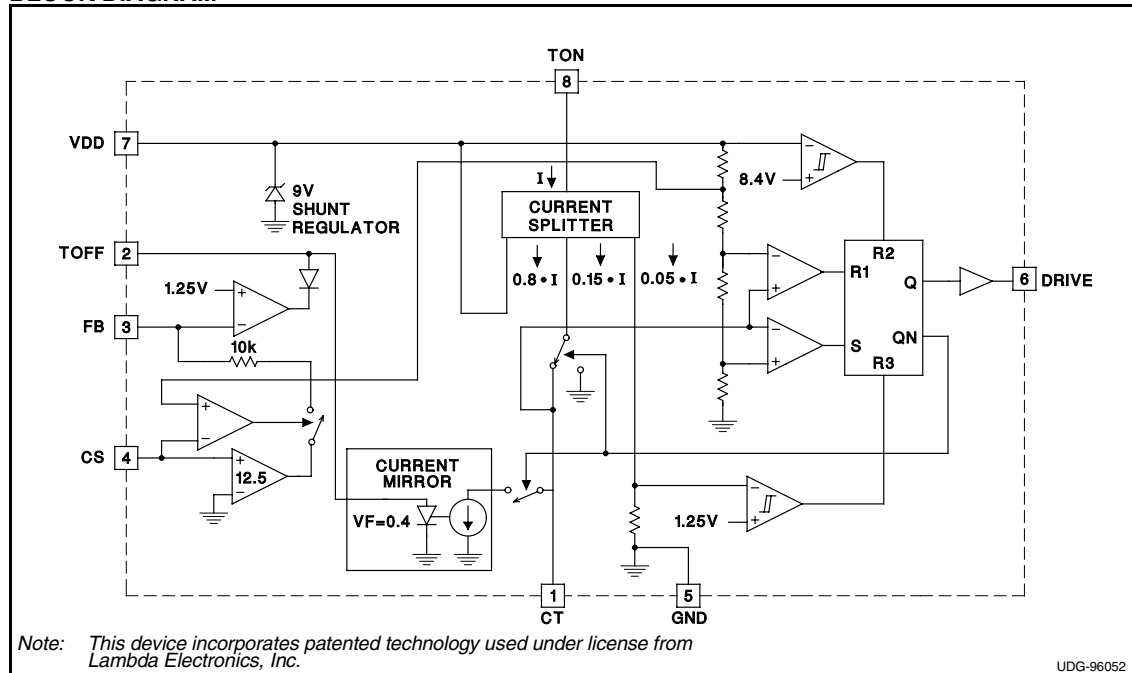 TON
8
VDD 7
9V
SHUNT
REGULATOR
I
CURRENT
SPLITTER
0.8 • I 0.15 • I 0.05 • I
8.4V
−
+
TOFF 2
1.25V
+
−
FB 3
10k
−
+
−
+
R2
R1
Q
S
QN
R3
6 DRIVE
+
−
CS 4
+
12.5
−
CURRENT
MIRROR
VF=0.4
1.25V
−
+
1
CT
5
GND
Note: This device incorporates patented technology used under license from
Lambda Electronics, Inc.
UDG-96052